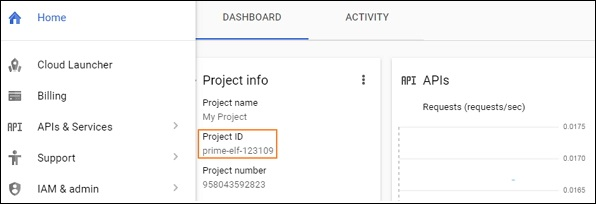 Home
DASHBOARD
ACTIVITY
Cloud Launcher
Billing
API APIs & Services
Support
IAM & admin
Project info
Project name
My Project
Project ID
prime-elf-123109
Project number
958043592823
API APIs
Requests (requests/sec)
0.0175
0.0170
0.0165